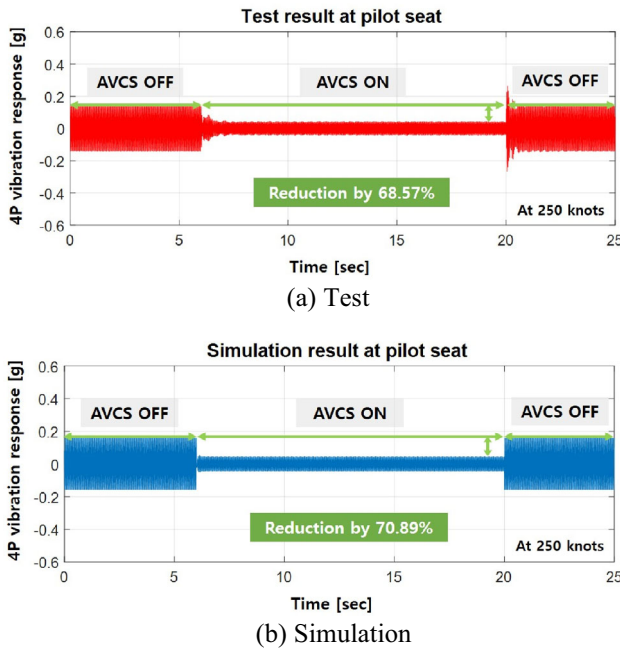 Test result at pilot seat
4P vibration response [g]
0.6
0.4
0.2
0
-0.2
-0.4
-0.6
AVCS OFF
AVCS ON
AVCS OFF
Reduction by 68.57%
At 250 knots
0
5
10
15
20
25
Time [sec]
(a) Test
Simulation result at pilot seat
4P vibration response [g]
0.6
0.4
0.2
0
-0.2
-0.4
-0.6
AVCS OFF
AVCS ON
AVCS OFF
Reduction by 70.89%
At 250 knots
0
5
10
15
20
25
Time [sec]
(b) Simulation